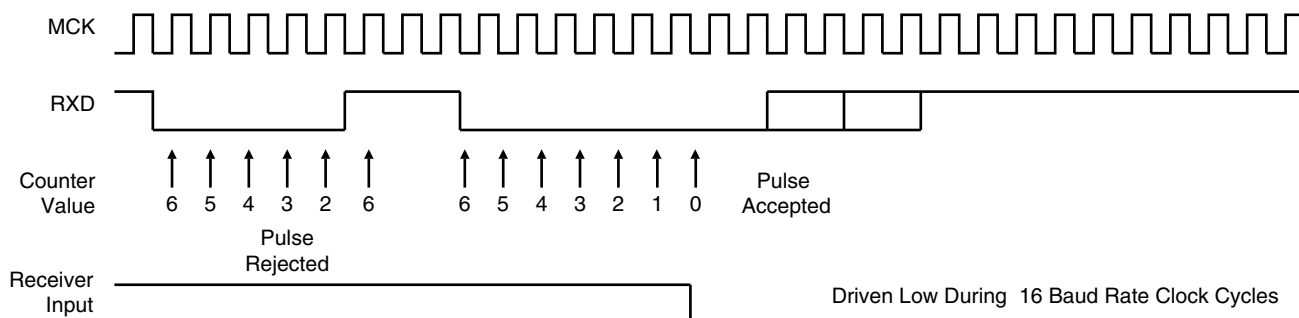 MCK
RXD
Counter
Value
6 5 4 3 2 6 6 5 4 3 2 1 0
Pulse
Accepted
Pulse
Rejected
Receiver
Input
Driven Low During 16 Baud Rate Clock Cycles